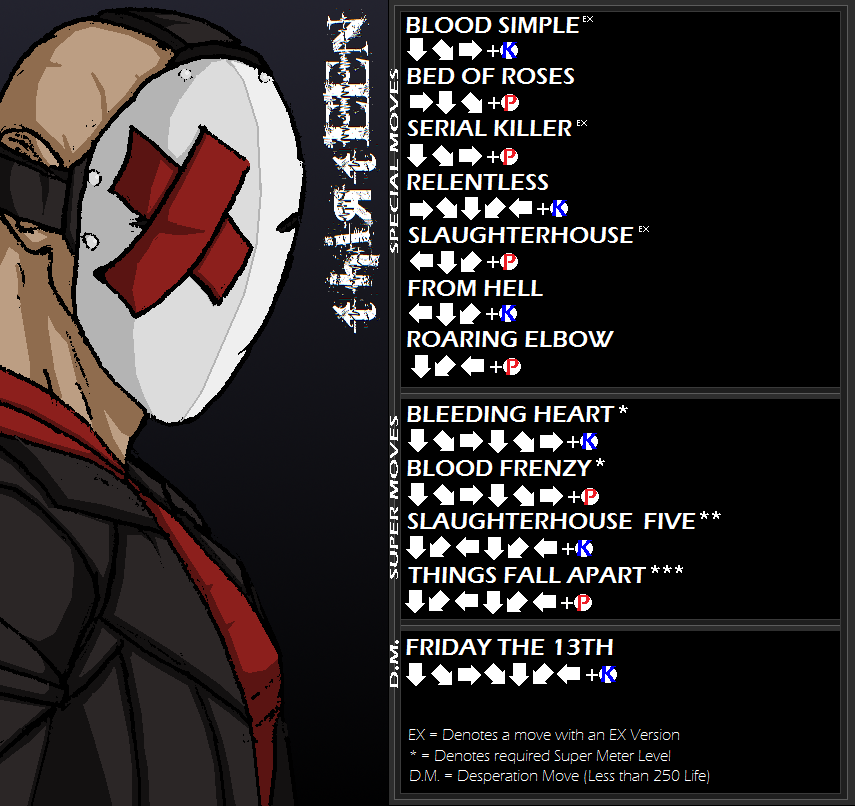 thiRtEEN
SPECIAL MOVES
BLOOD SIMPLE EX
⬇⬊➡+K
BED OF ROSES
➡⬇⬊+P
SERIAL KILLER EX
⬇⬊➡+P
RELENTLESS
➡⬊⬇⬋⬅+K
SLAUGHTERHOUSE EX
⬅⬇⬋+P
FROM HELL
⬅⬇⬋+K
ROARING ELBOW
⬇⬋⬅+P
SUPER MOVES
BLEEDING HEART *
⬇⬊➡⬇⬊➡+K
BLOOD FRENZY *
⬇⬊➡⬇⬊➡+P
SLAUGHTERHOUSE FIVE **
⬇⬋⬅⬇⬋⬅+K
THINGS FALL APART ***
⬇⬋⬅⬇⬋⬅+P
D.M.
FRIDAY THE 13TH
⬇⬊➡⬊⬇⬋⬅+K
EX = Denotes a move with an EX Version
* = Denotes required Super Meter Level
D.M. = Desperation Move (Less than 250 Life)